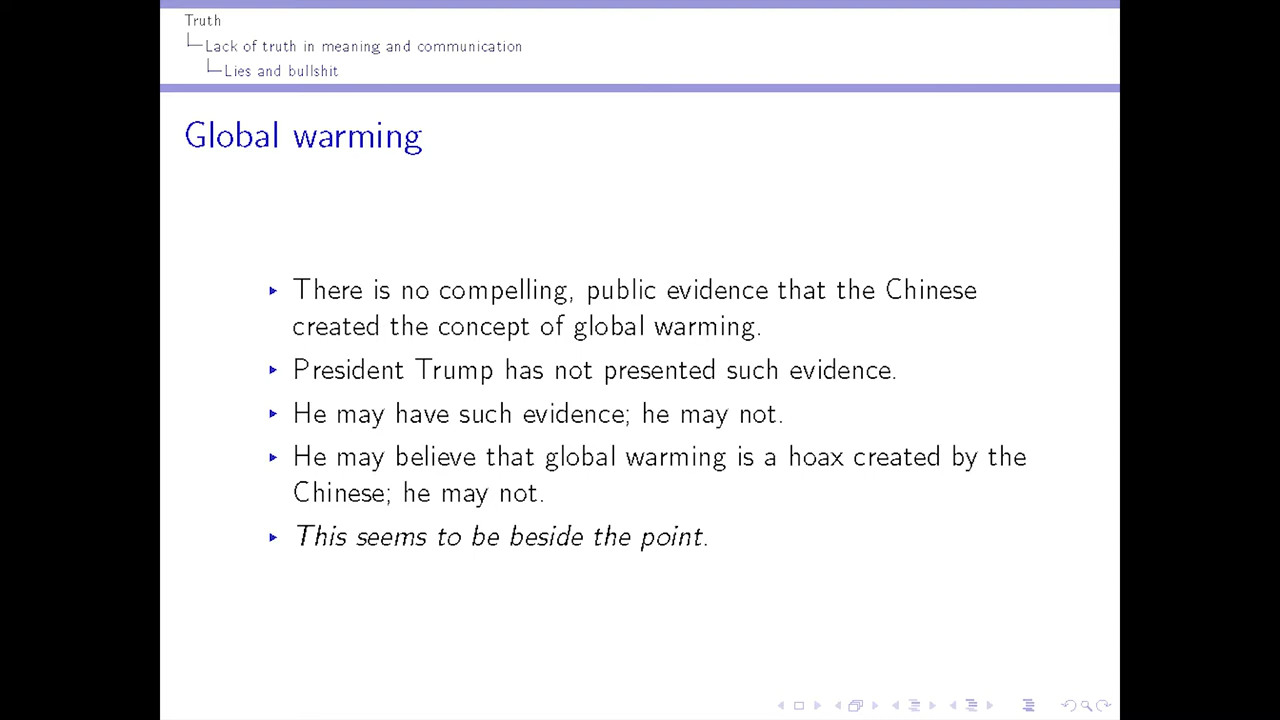 Truth
Lack of truth in meaning and communication
Lies and bullshit
Global warming
There is no compelling, public evidence that the Chinese
created the concept of global warming.
President Trump has not presented such evidence.
He may have such evidence; he may not.
He may believe that global warming is a hoax created by the
Chinese; he may not.
This seems to be beside the point.